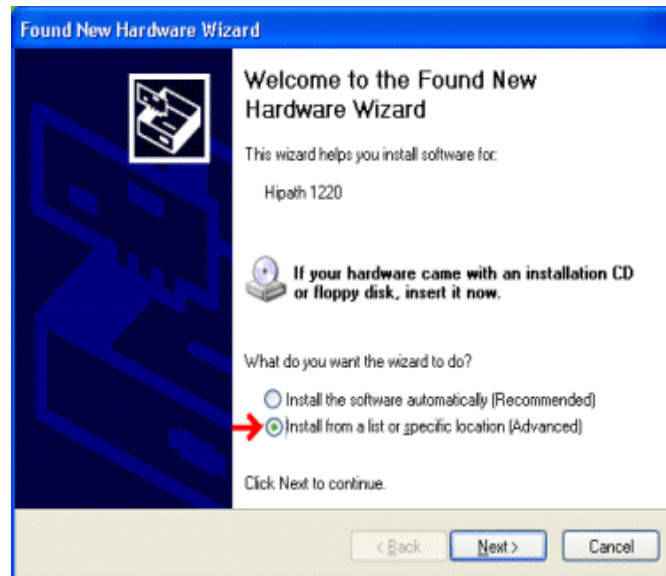 Found New Hardware Wizard
Welcome to the Found New
Hardware Wizard
This wizard helps you install software for:
Hipath 1220
If your hardware came with an installation CD
or floppy disk, insert it now.
What do you want the wizard to do?
Install the software automatically (Recommended)
Install from a list or specific location (Advanced)
Click Next to continue.
< Back Next > Cancel